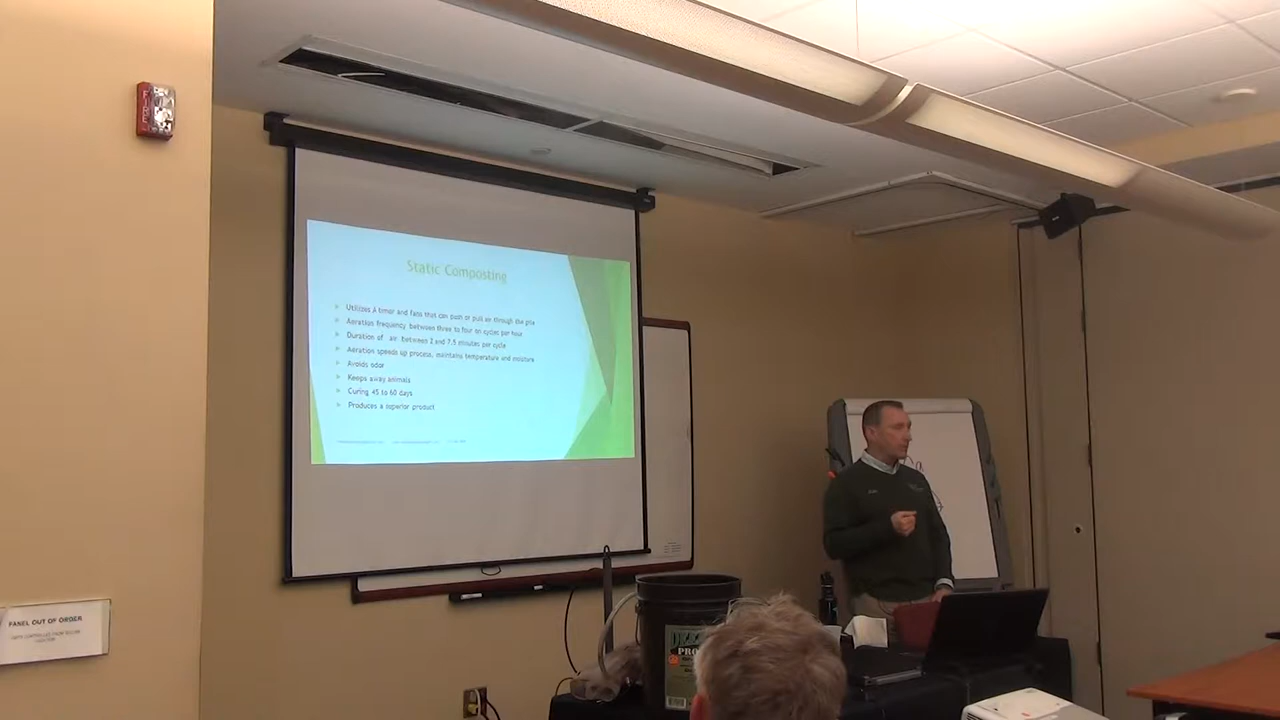 FIRE
Static Composting
Utilizes A timer and fans that can push or pull air through the pile
Aeration frequency between three to four on cycles per hour
Duration of air between 2 and 7.5 minutes per cycle
Aeration speeds up process, maintains temperature and moisture
Avoids odor
Keeps away animals
Curing 45 to 60 days
Produces a superior product
PANEL OUT OF ORDER
PRO